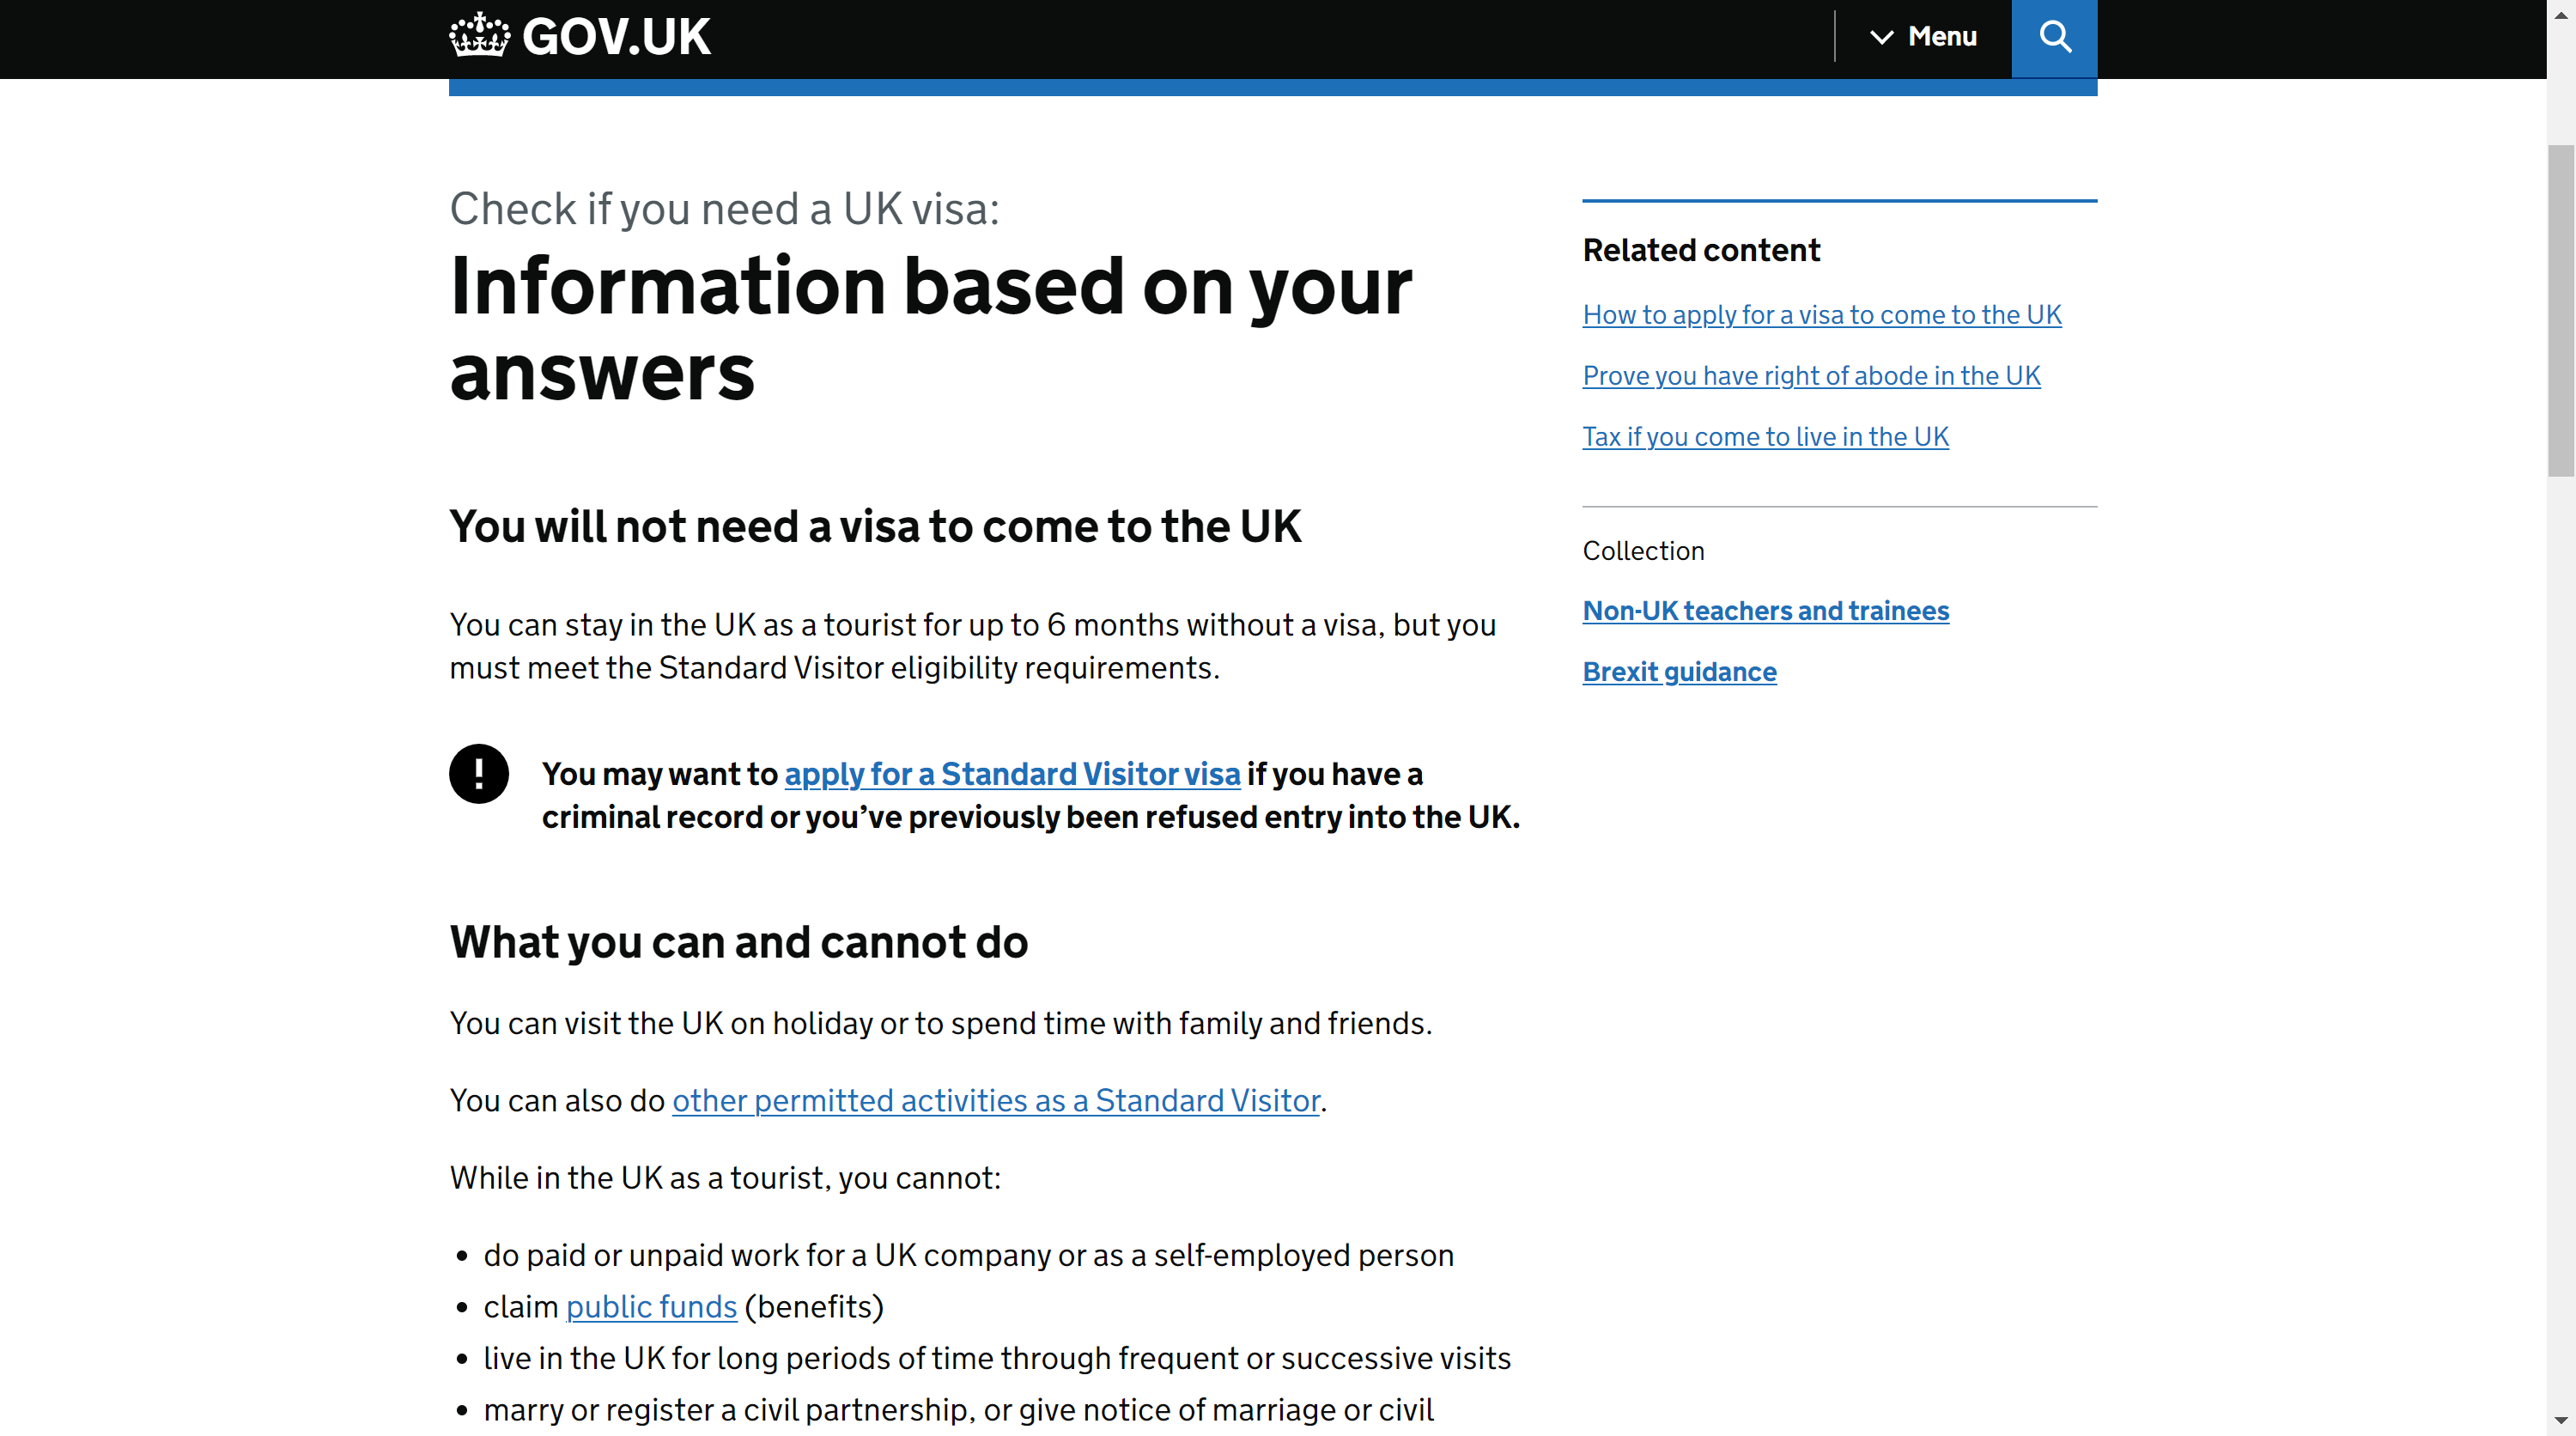 GOV.UK
Menu
Check if you need a UK visa:
Information based on your
answers
You will not need a visa to come to the UK
You can stay in the UK as a tourist for up to 6 months without a visa, but you
must meet the Standard Visitor eligibility requirements.
! You may want to apply for a Standard Visitor visa if you have a
criminal record or you’ve previously been refused entry into the UK.
What you can and cannot do
You can visit the UK on holiday or to spend time with family and friends.
You can also do other permitted activities as a Standard Visitor.
While in the UK as a tourist, you cannot:
• do paid or unpaid work for a UK company or as a self-employed person
• claim public funds (benefits)
• live in the UK for long periods of time through frequent or successive visits
• marry or register a civil partnership, or give notice of marriage or civil
Related content
How to apply for a visa to come to the UK
Prove you have right of abode in the UK
Tax if you come to live in the UK
Collection
Non-UK teachers and trainees
Brexit guidance